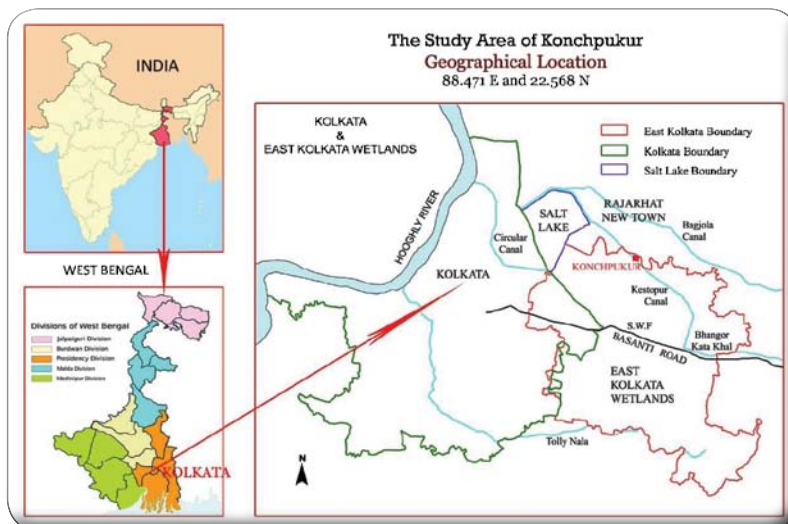 The Study Area of Konchpukur
Geographical Location
88.471 E and 22.568 N
INDIA
WEST BENGAL
Divisions of West Bengal
Jalpaiguri Division
Burdwan Division
Presidency Division
Malda Division
Medinipur Division
KOLKATA
KOLKATA
&
EAST KOLKATA WETLANDS
East Kolkata Boundary
Kolkata Boundary
Salt Lake Boundary
HOOGHLY RIVER
Circular
Canal
SALT
LAKE
RAJARHAT
NEW TOWN
Bagjola
Canal
KOLKATA
KONCHPUKUR
Kestopur
Canal
S.W.F
BASANTI ROAD
Bhangor
Kata Khal
EAST
KOLKATA
WETLANDS
Tolly Nala
N